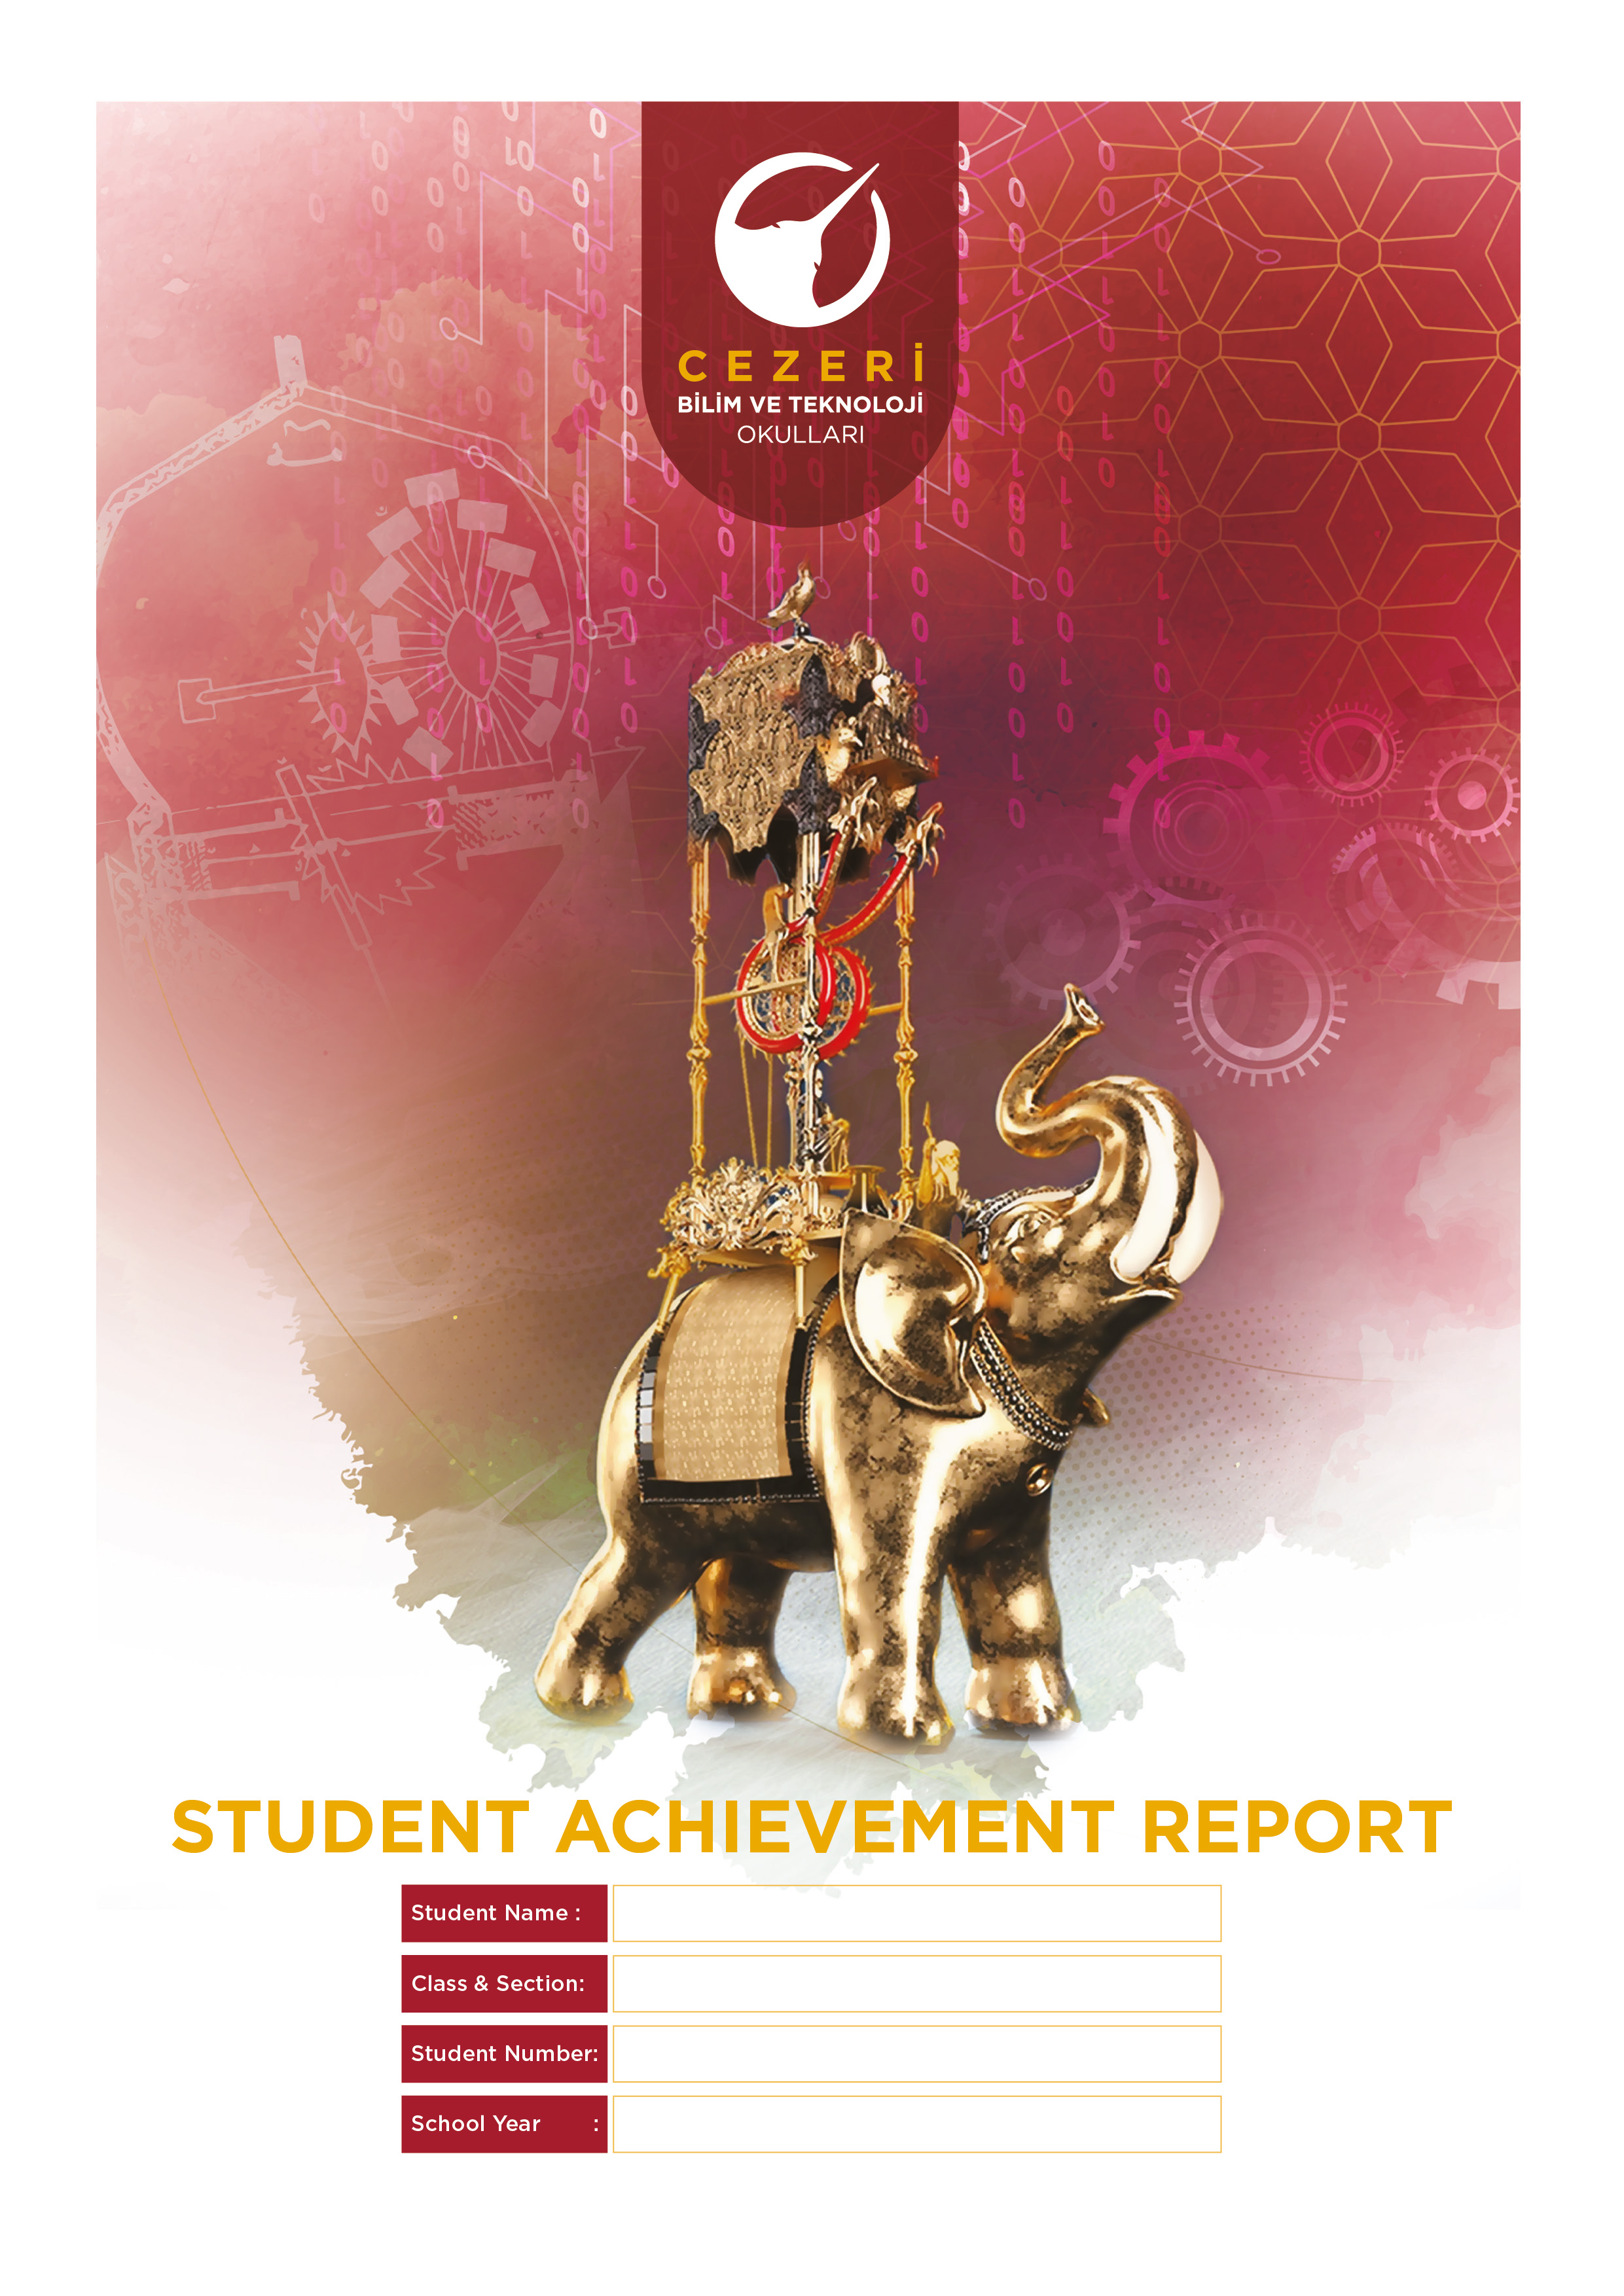 CEZERİ
BİLİM VE TEKNOLOJİ
OKULLARI
STUDENT ACHIEVEMENT REPORT
Student Name :
Class & Section:
Student Number:
School Year :